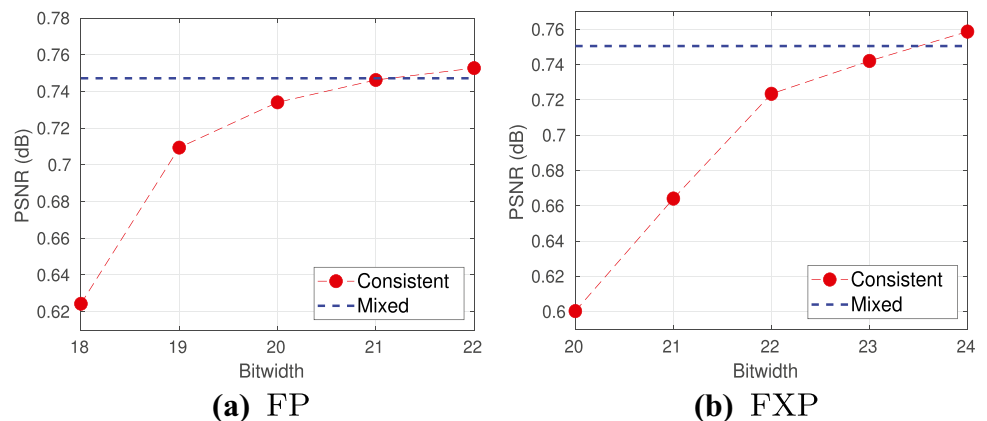 0.78
0.76
0.74
0.72
0.7
0.68
0.66
0.64
0.62
PSNR (dB)
18 19 20 21 22
Bitwidth
Consistent
Mixed
(a) FP
0.76
0.74
0.72
0.7
0.68
0.66
0.64
0.62
0.6
PSNR (dB)
20 21 22 23 24
Bitwidth
Consistent
Mixed
(b) FXP